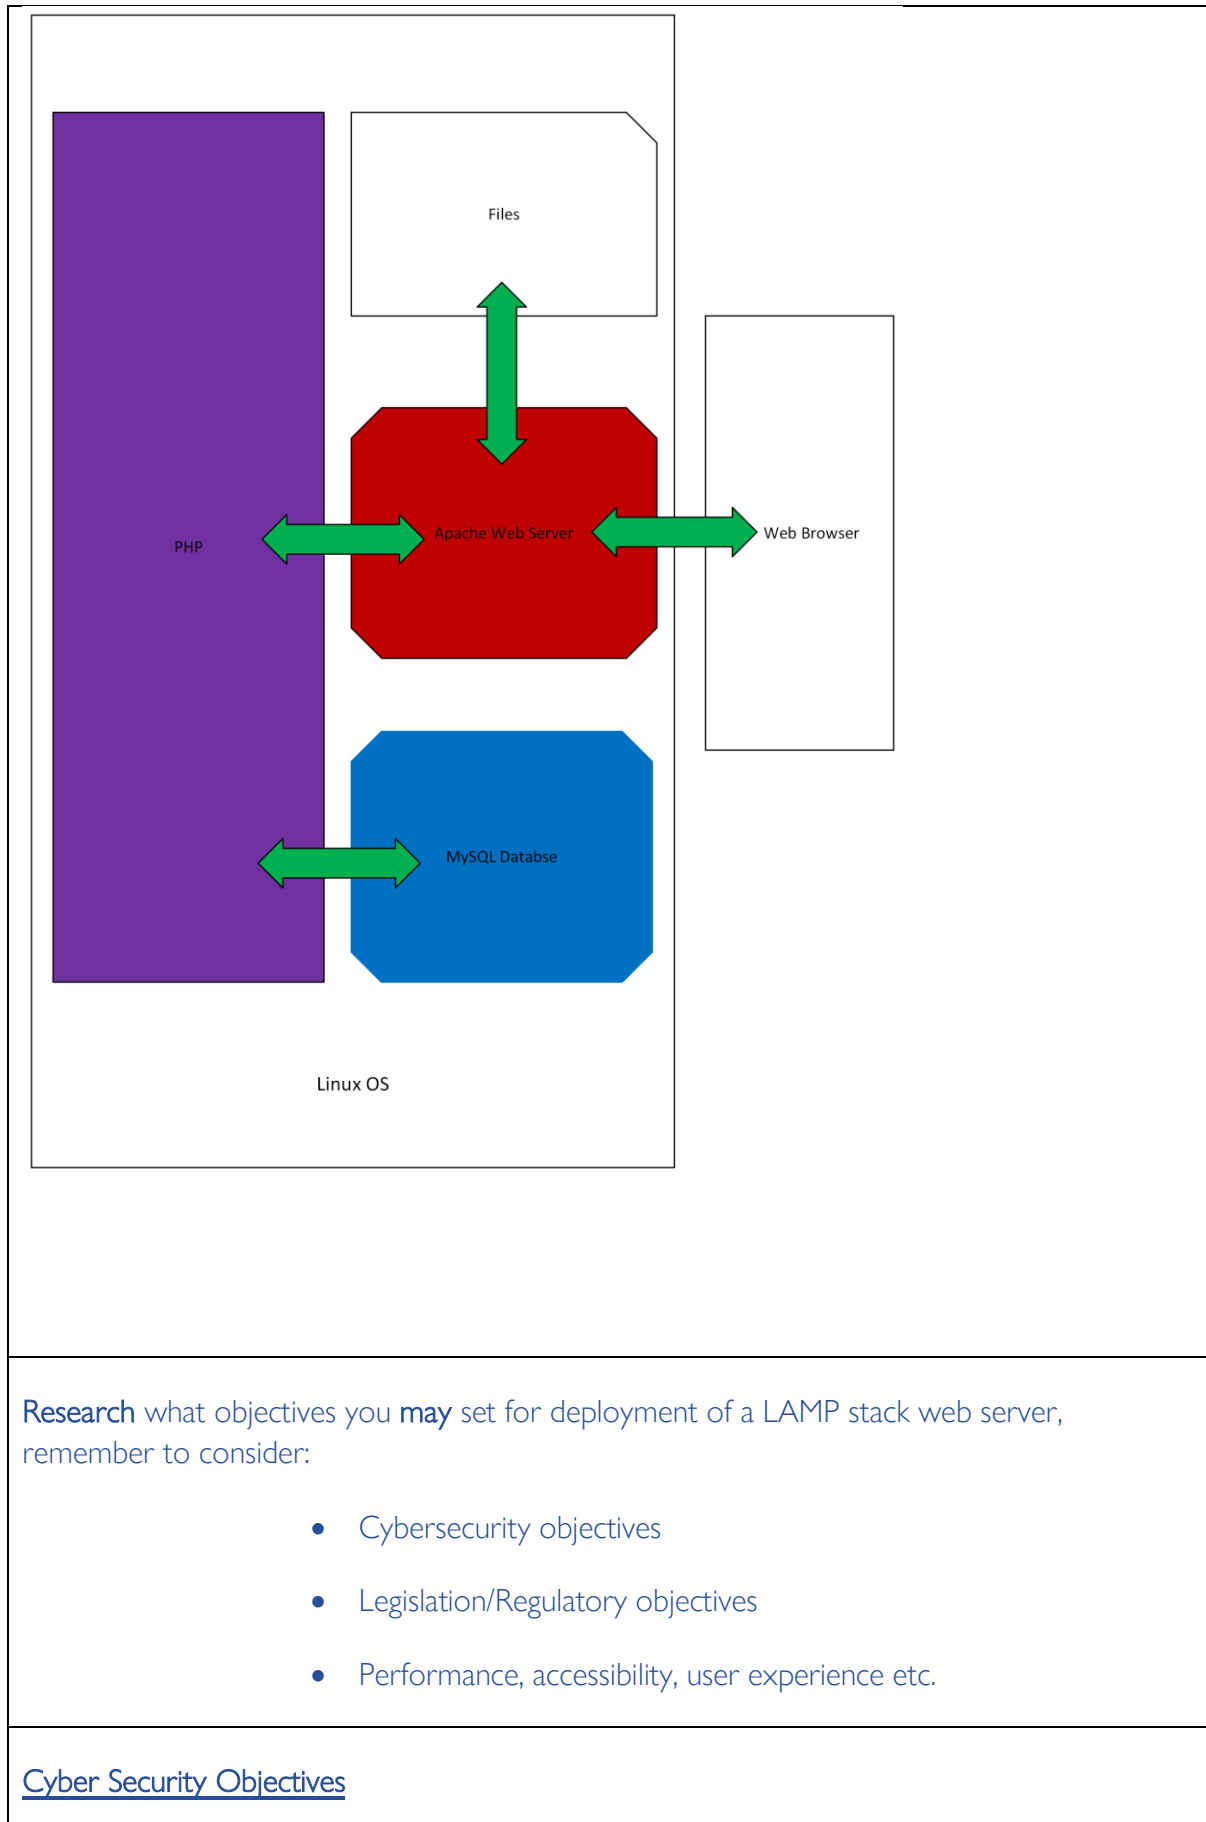 Files
PHP
Apache Web Server
Web Browser
MySQL Databse
Linux OS
Research what objectives you may set for deployment of a LAMP stack web server,
remember to consider:
• Cybersecurity objectives
• Legislation/Regulatory objectives
• Performance, accessibility, user experience etc.
Cyber Security Objectives